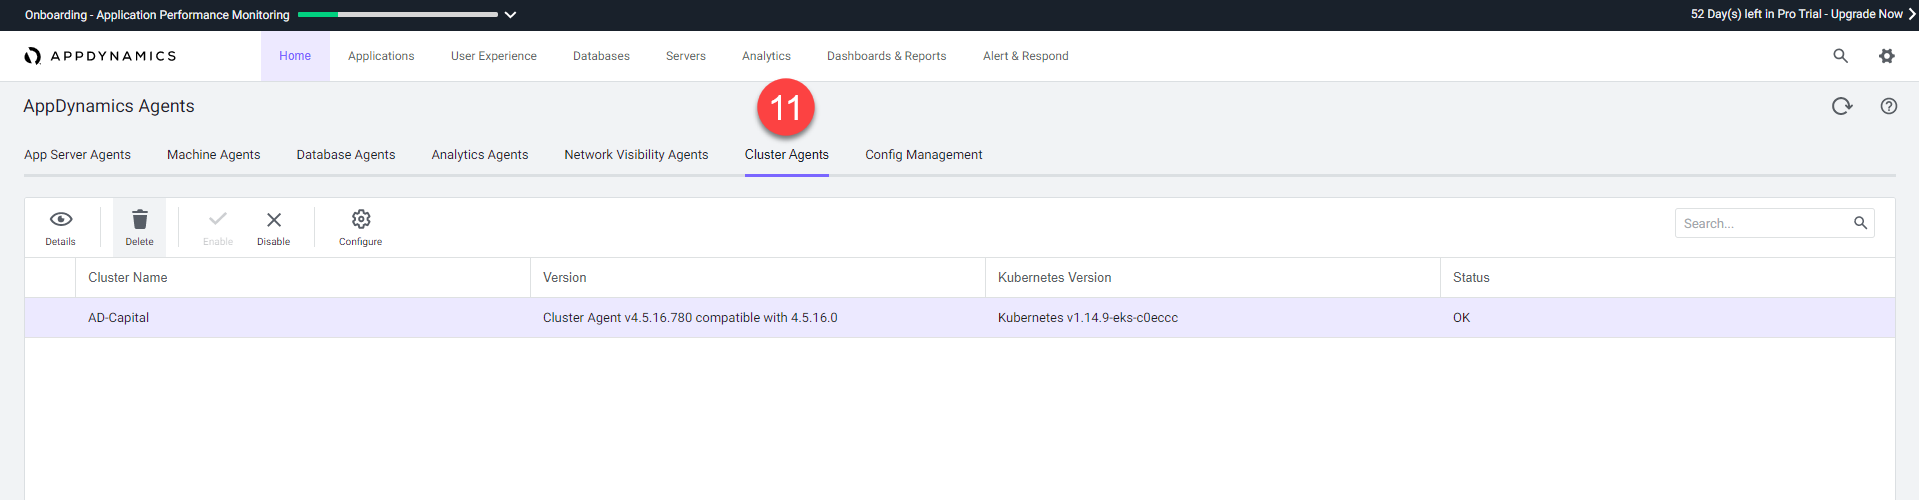 Onboarding - Application Performance Monitoring
52 Day(s) left in Pro Trial - Upgrade Now
APPDYNAMICS
Home Applications User Experience Databases Servers Analytics Dashboards & Reports Alert & Respond
AppDynamics Agents
11
App Server Agents Machine Agents Database Agents Analytics Agents Network Visibility Agents Cluster Agents Config Management
Details Delete Enable Disable Configure
Search...
Cluster Name Version Kubernetes Version Status
AD-Capital Cluster Agent v4.5.16.780 compatible with 4.5.16.0 Kubernetes v1.14.9-eks-c0eccc OK